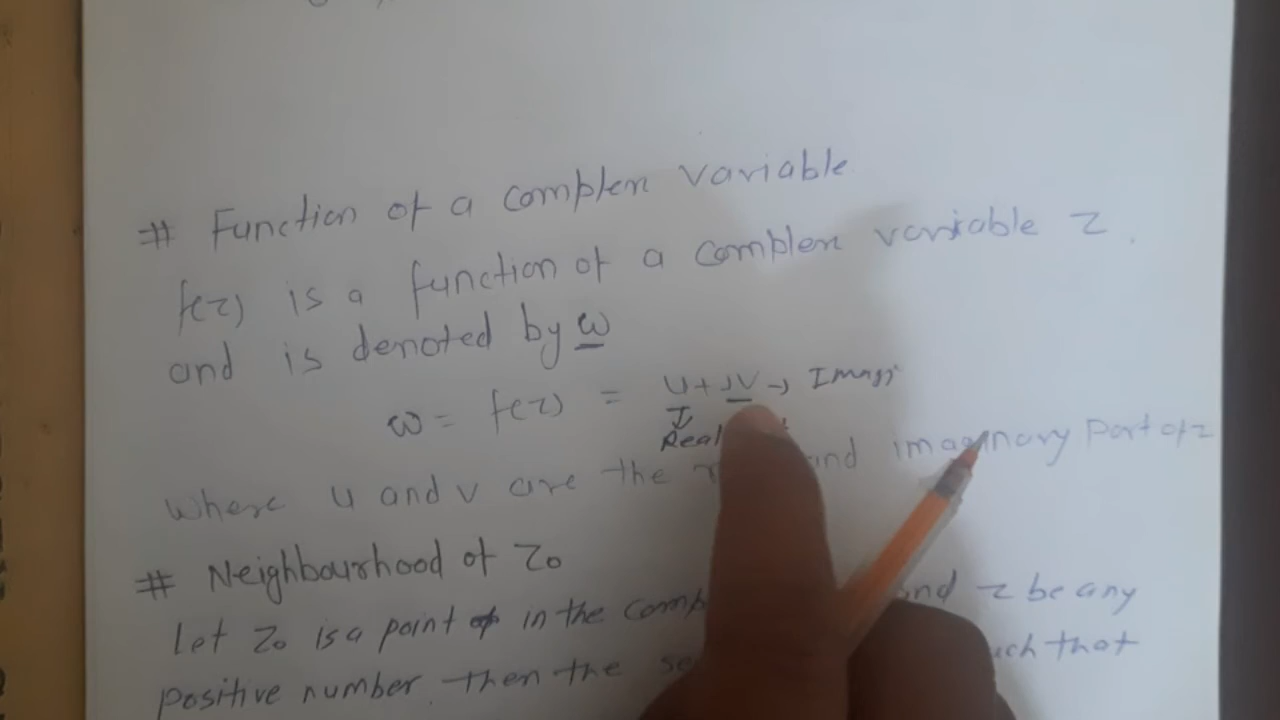 # Function of a complex variable
f(z) is a function of a complex variable z.
and is denoted by ω
ω = f(z) = u + jv → Imagi
↓
Real
where u and v are the and imaginary part of z
# Neighbourhood of z₀
Let z₀ is a point in the and z be any
positive number then the such that